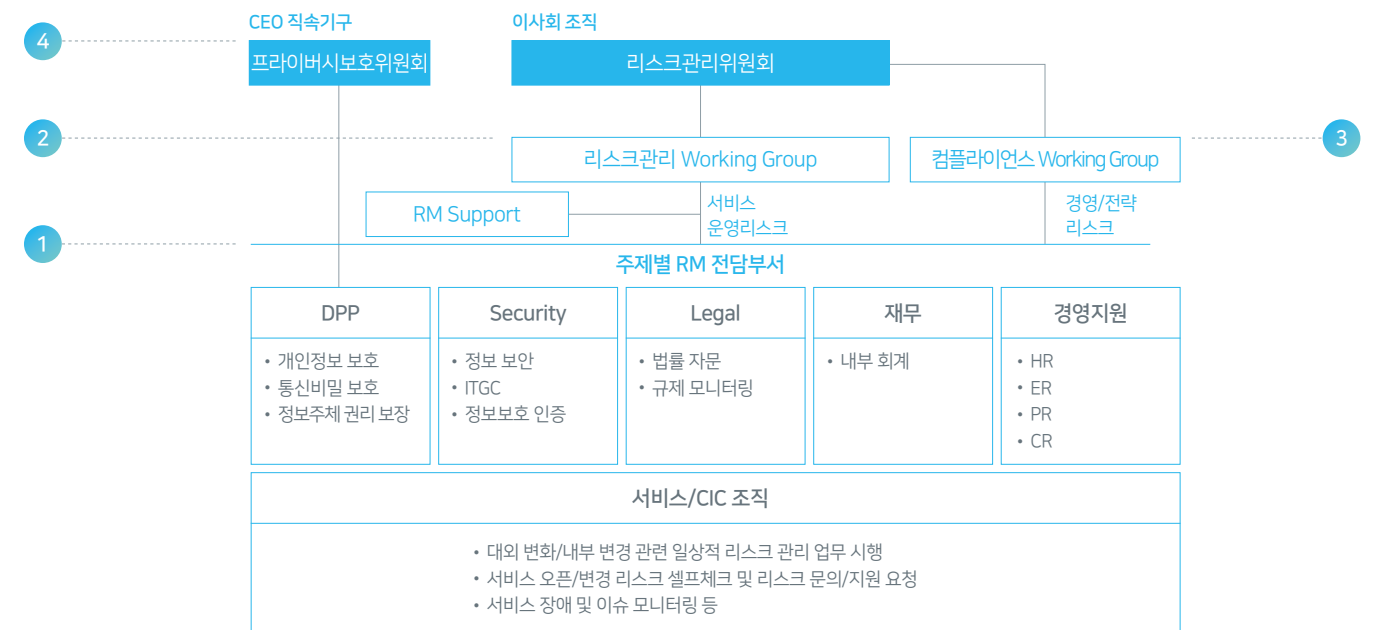 CEO 직속기구
이사회 조직
4
프라이버시보호위원회
리스크관리위원회
2
리스크관리 Working Group
컴플라이언스 Working Group
3
RM Support
서비스
운영리스크
경영/전략
리스크
1
주제별 RM 전담부서
DPP
• 개인정보 보호
• 통신비밀 보호
• 정보주체 권리 보장
Security
• 정보 보안
• ITGC
• 정보보호 인증
Legal
• 법률 자문
• 규제 모니터링
재무
• 내부 회계
경영지원
• HR
• ER
• PR
• CR
서비스/CIC 조직
• 대외 변화/내부 변경 관련 일상적 리스크 관리 업무 시행
• 서비스 오픈/변경 리스크 셀프체크 및 리스크 문의/지원 요청
• 서비스 장애 및 이슈 모니터링 등